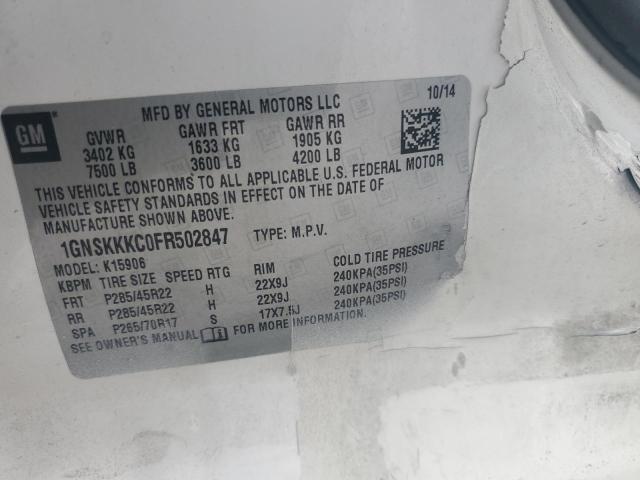 GM
MFD BY GENERAL MOTORS LLC 10/14
GVWR GAWR FRT GAWR RR
3402 KG 1633 KG 1905 KG
7500 LB 3600 LB 4200 LB
THIS VEHICLE CONFORMS TO ALL APPLICABLE U.S. FEDERAL MOTOR
VEHICLE SAFETY STANDARDS IN EFFECT ON THE DATE OF
MANUFACTURE SHOWN ABOVE.
1GNSKKKC0FR502847 TYPE: M.P.V.
MODEL: K15906
KBPM TIRE SIZE SPEED RTG RIM COLD TIRE PRESSURE
FRT P285/45R22 H 22X9J 240KPA(35PSI)
RR P285/45R22 H 22X9J 240KPA(35PSI)
SPA P265/70R17 S 17X7.5J 240KPA(35PSI)
SEE OWNER'S MANUAL FOR MORE INFORMATION.